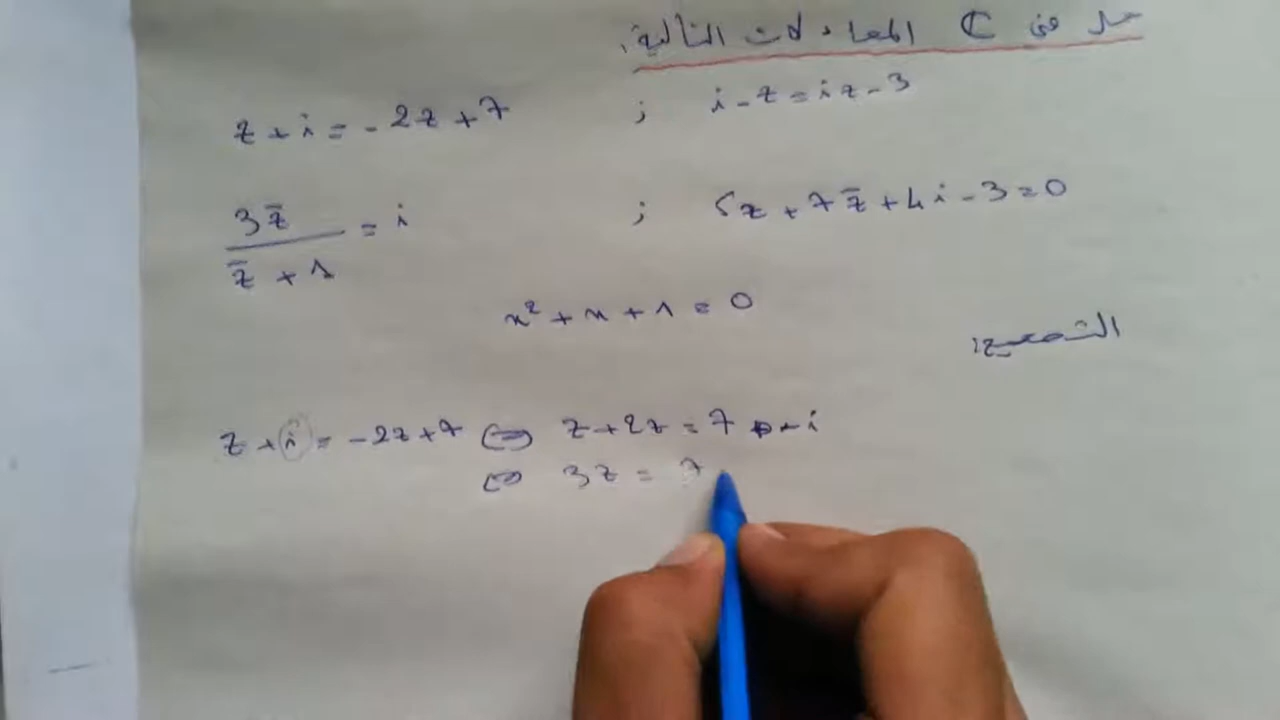 حل في ℂ المعادلات التالية:
z + i = -2z + 7 ; i - z = iz - 3
3z̄ / (z̄ + 1) = i ; 5z + 7z̄ + 4i - 3 = 0
x² + x + 1 = 0
التصحيح:
z + i = -2z + 7 ⇔ z + 2z = 7 - i
⇔ 3z = 7